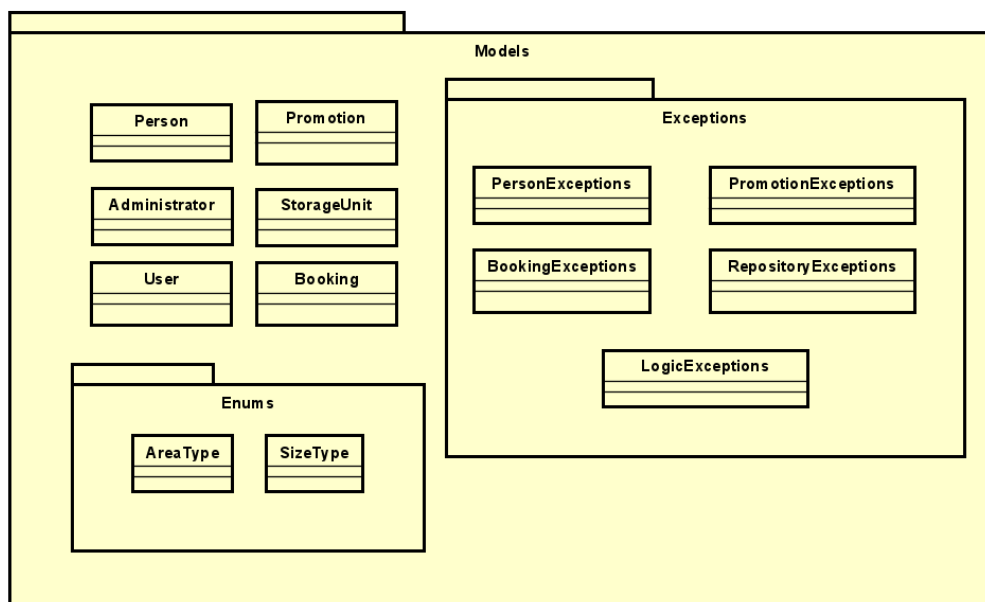 Models
Person
Promotion
Administrator
StorageUnit
User
Booking
Enums
AreaType
SizeType
Exceptions
PersonExceptions
PromotionExceptions
BookingExceptions
RepositoryExceptions
LogicExceptions